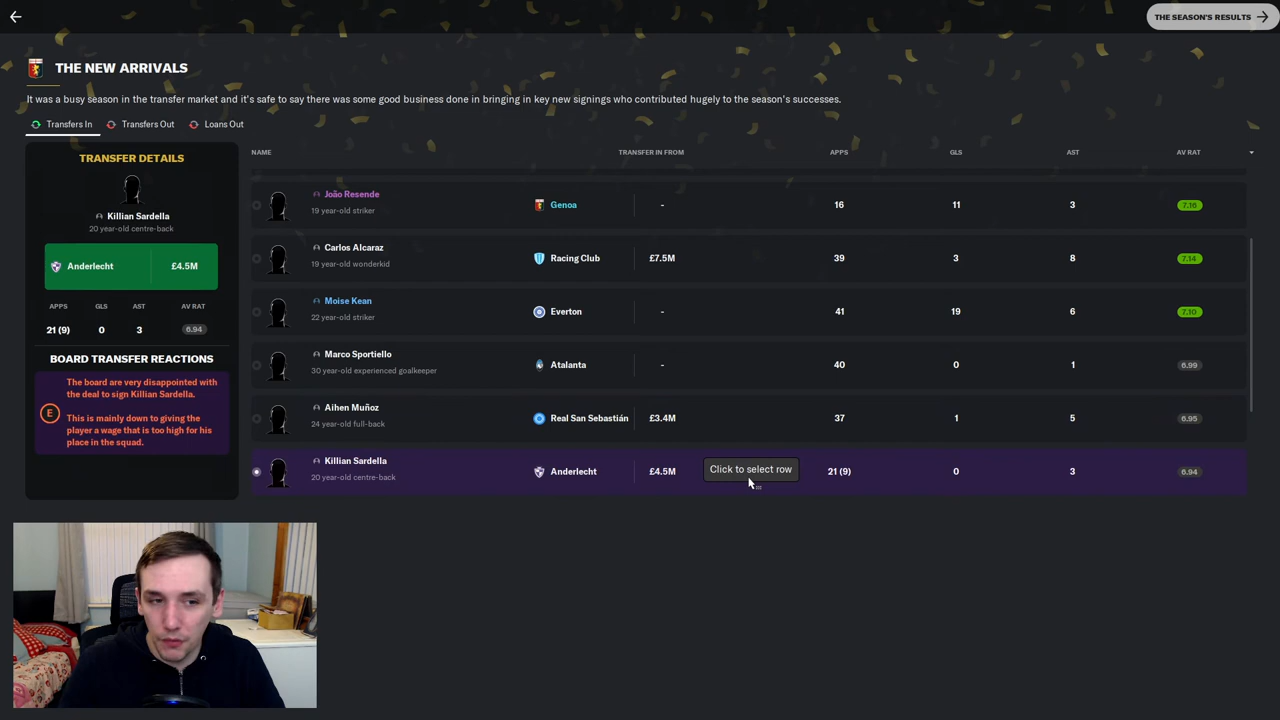 THE SEASON'S RESULTS
THE NEW ARRIVALS
It was a busy season in the transfer market and it's safe to say there was some good business done in bringing in key new signings who contributed hugely to the season's successes.
Transfers In
Transfers Out
Loans Out
TRANSFER DETAILS
Killian Sardella
20 year-old centre-back
Anderlecht £4.5M
APPS GLS AST AV RAT
21 (9) 0 3 6.94
BOARD TRANSFER REACTIONS
E
The board are very disappointed with
the deal to sign Killian Sardella.
This is mainly down to giving the
player a wage that is too high for his
place in the squad.
NAME TRANSFER IN FROM APPS GLS AST AV RAT
João Resende
19 year-old striker
Genoa - 16 11 3 7.16
Carlos Alcaraz
19 year-old wonderkid
Racing Club £7.5M 39 3 8 7.14
Moise Kean
22 year-old striker
Everton - 41 19 6 7.10
Marco Sportiello
30 year-old experienced goalkeeper
Atalanta - 40 0 1 6.99
Aihen Muñoz
24 year-old full-back
Real San Sebastián £3.4M 37 1 5 6.95
Killian Sardella
20 year-old centre-back
Anderlecht £4.5M 21 (9) 0 3 6.94
Click to select row